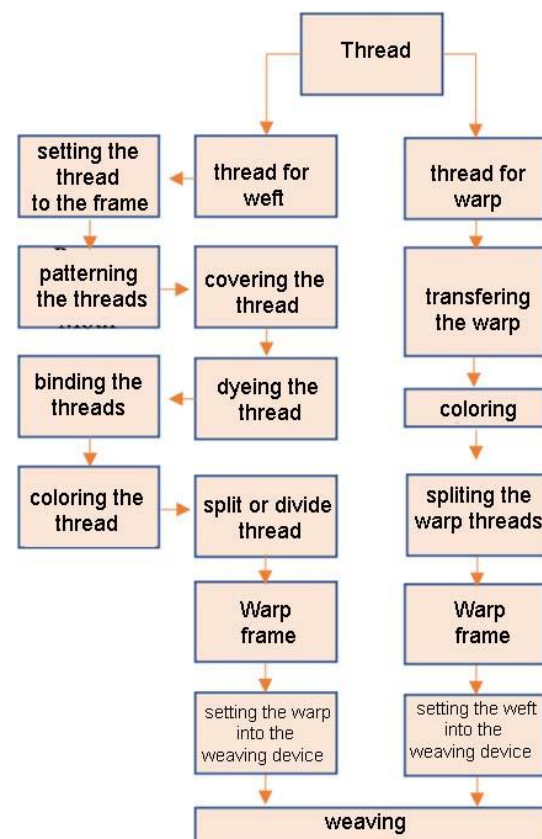 Thread
setting the
thread
to the frame
thread for
weft
thread for
warp
patterning
the threads
covering the
thread
transfering
the warp
binding the
threads
dyeing the
thread
coloring
coloring the
thread
split or divide
thread
spliting the
warp threads
Warp
frame
Warp
frame
setting the warp
into the
weaving device
setting the weft
into the
weaving device
weaving